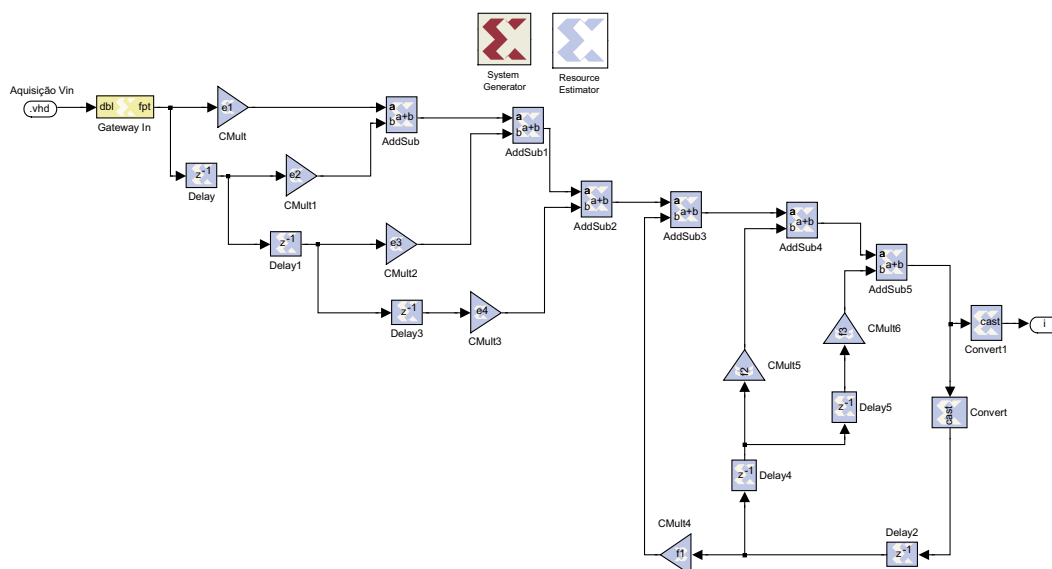 System
Generator
Resource
Estimator
Aquisição Vin
.vhd
dbl fpt
Gateway In
e1
CMult
a
b
a+b
AddSub
a
b
a+b
AddSub1
z-1
Delay
e2
CMult1
a
b
a+b
AddSub2
a
b
a+b
AddSub3
a
b
a+b
AddSub4
a
b
a+b
AddSub5
z-1
Delay1
e3
CMult2
z-1
Delay3
e4
CMult3
f3
CMult6
cast
Convert1
i
f2
CMult5
z-1
Delay5
cast
Convert
z-1
Delay4
f1
CMult4
z-1
Delay2